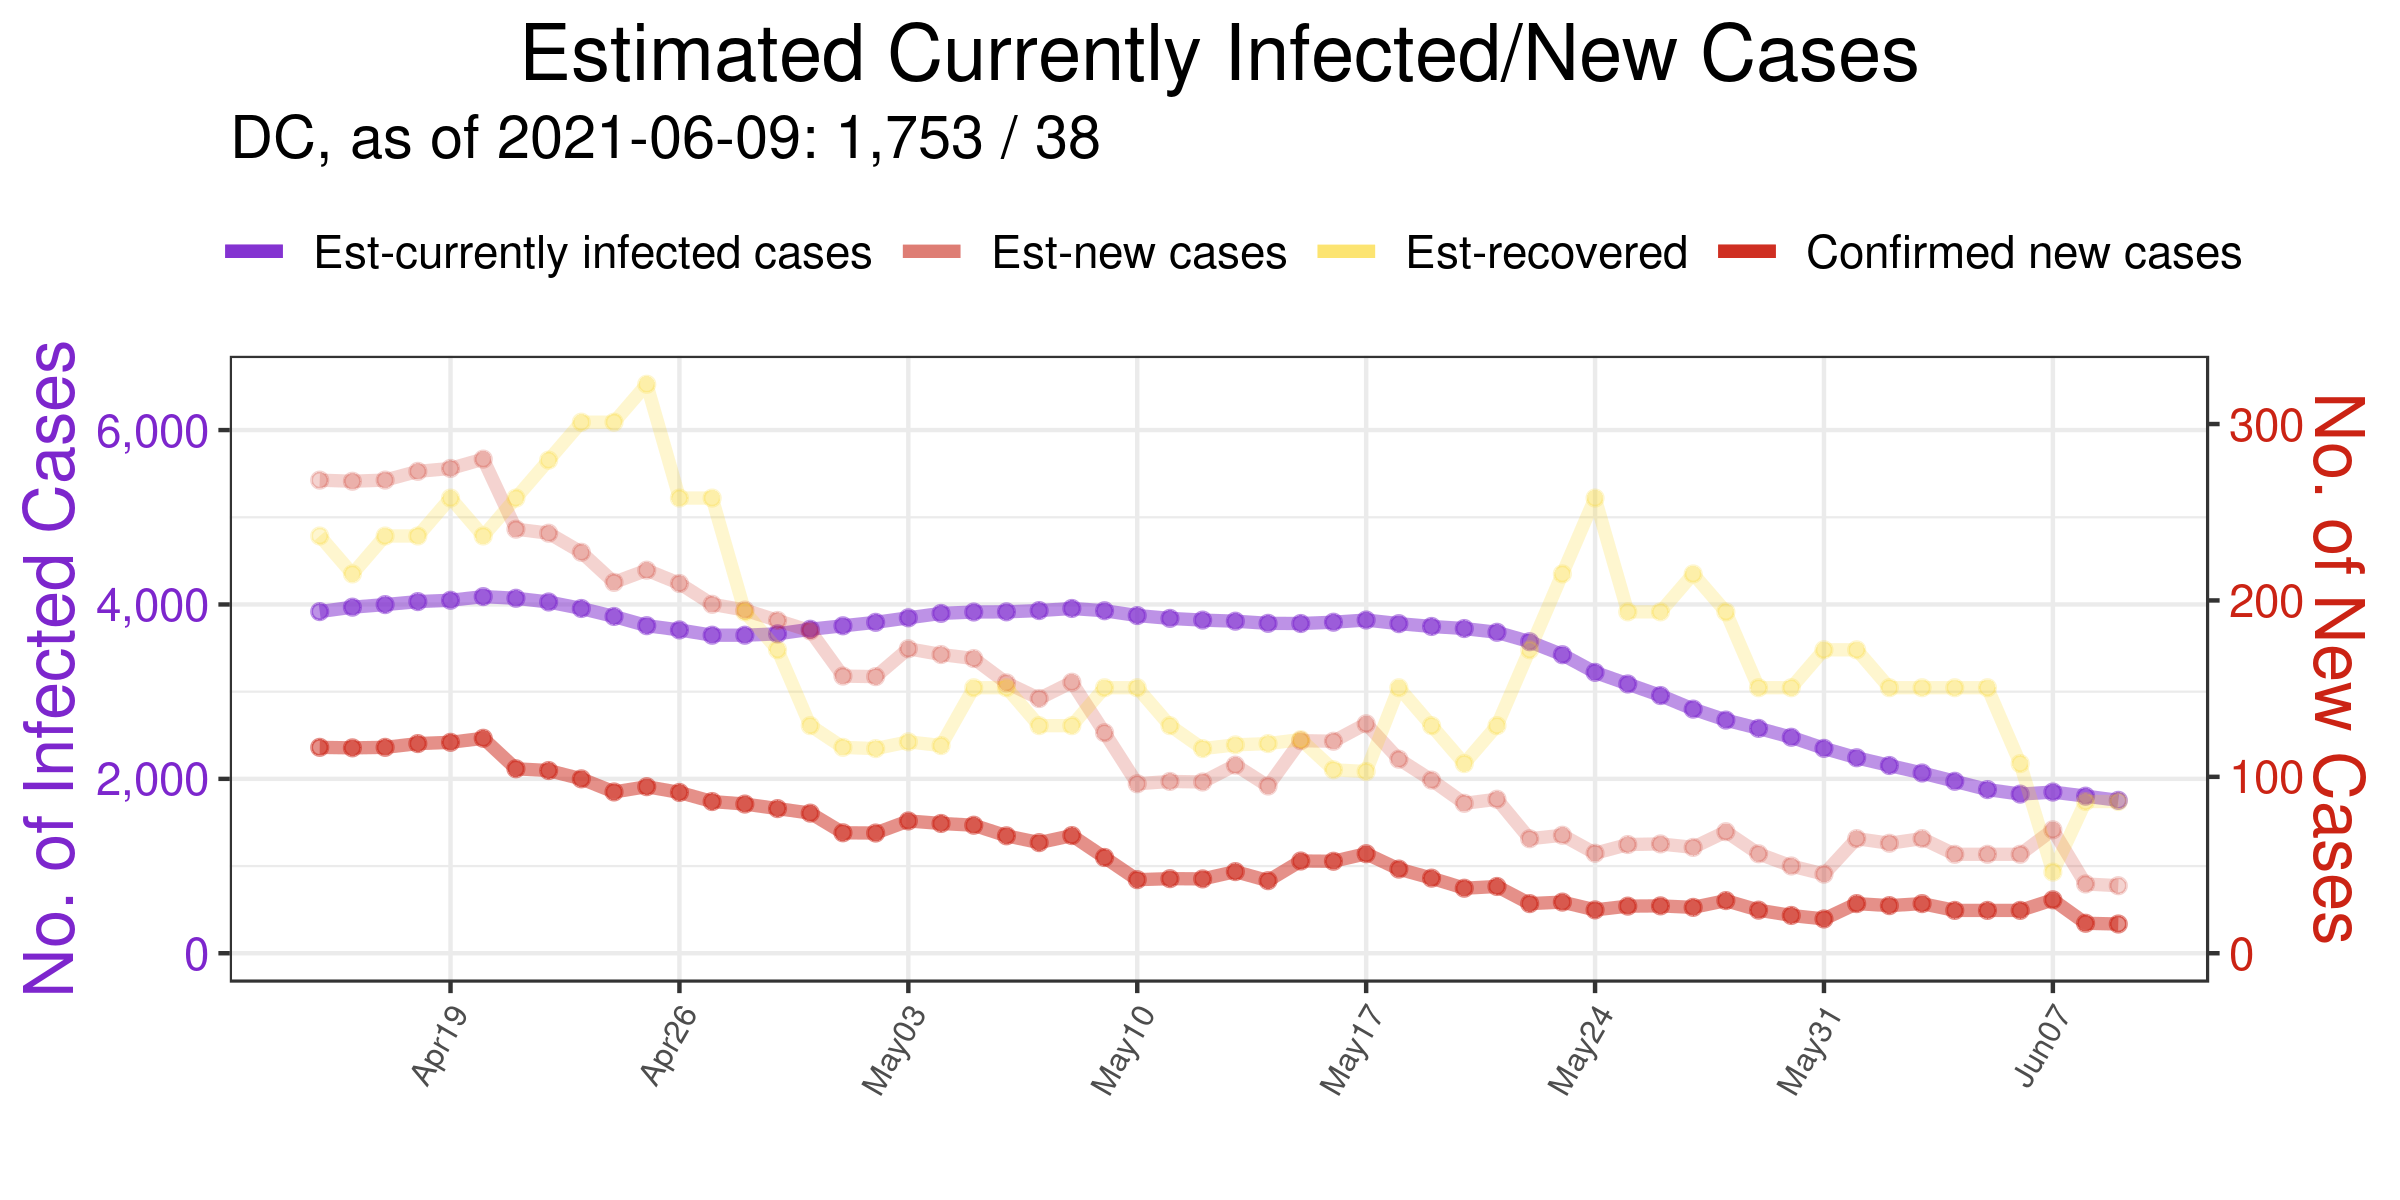 Estimated Currently Infected/New Cases
DC, as of 2021-06-09: 1,753 / 38
Est-currently infected cases Est-new cases Est-recovered Confirmed new cases
No. of Infected Cases
6,000
4,000
2,000
0
300
200
100
0
No. of New Cases
Apr19 Apr26 May03 May10 May17 May24 May31 Jun07